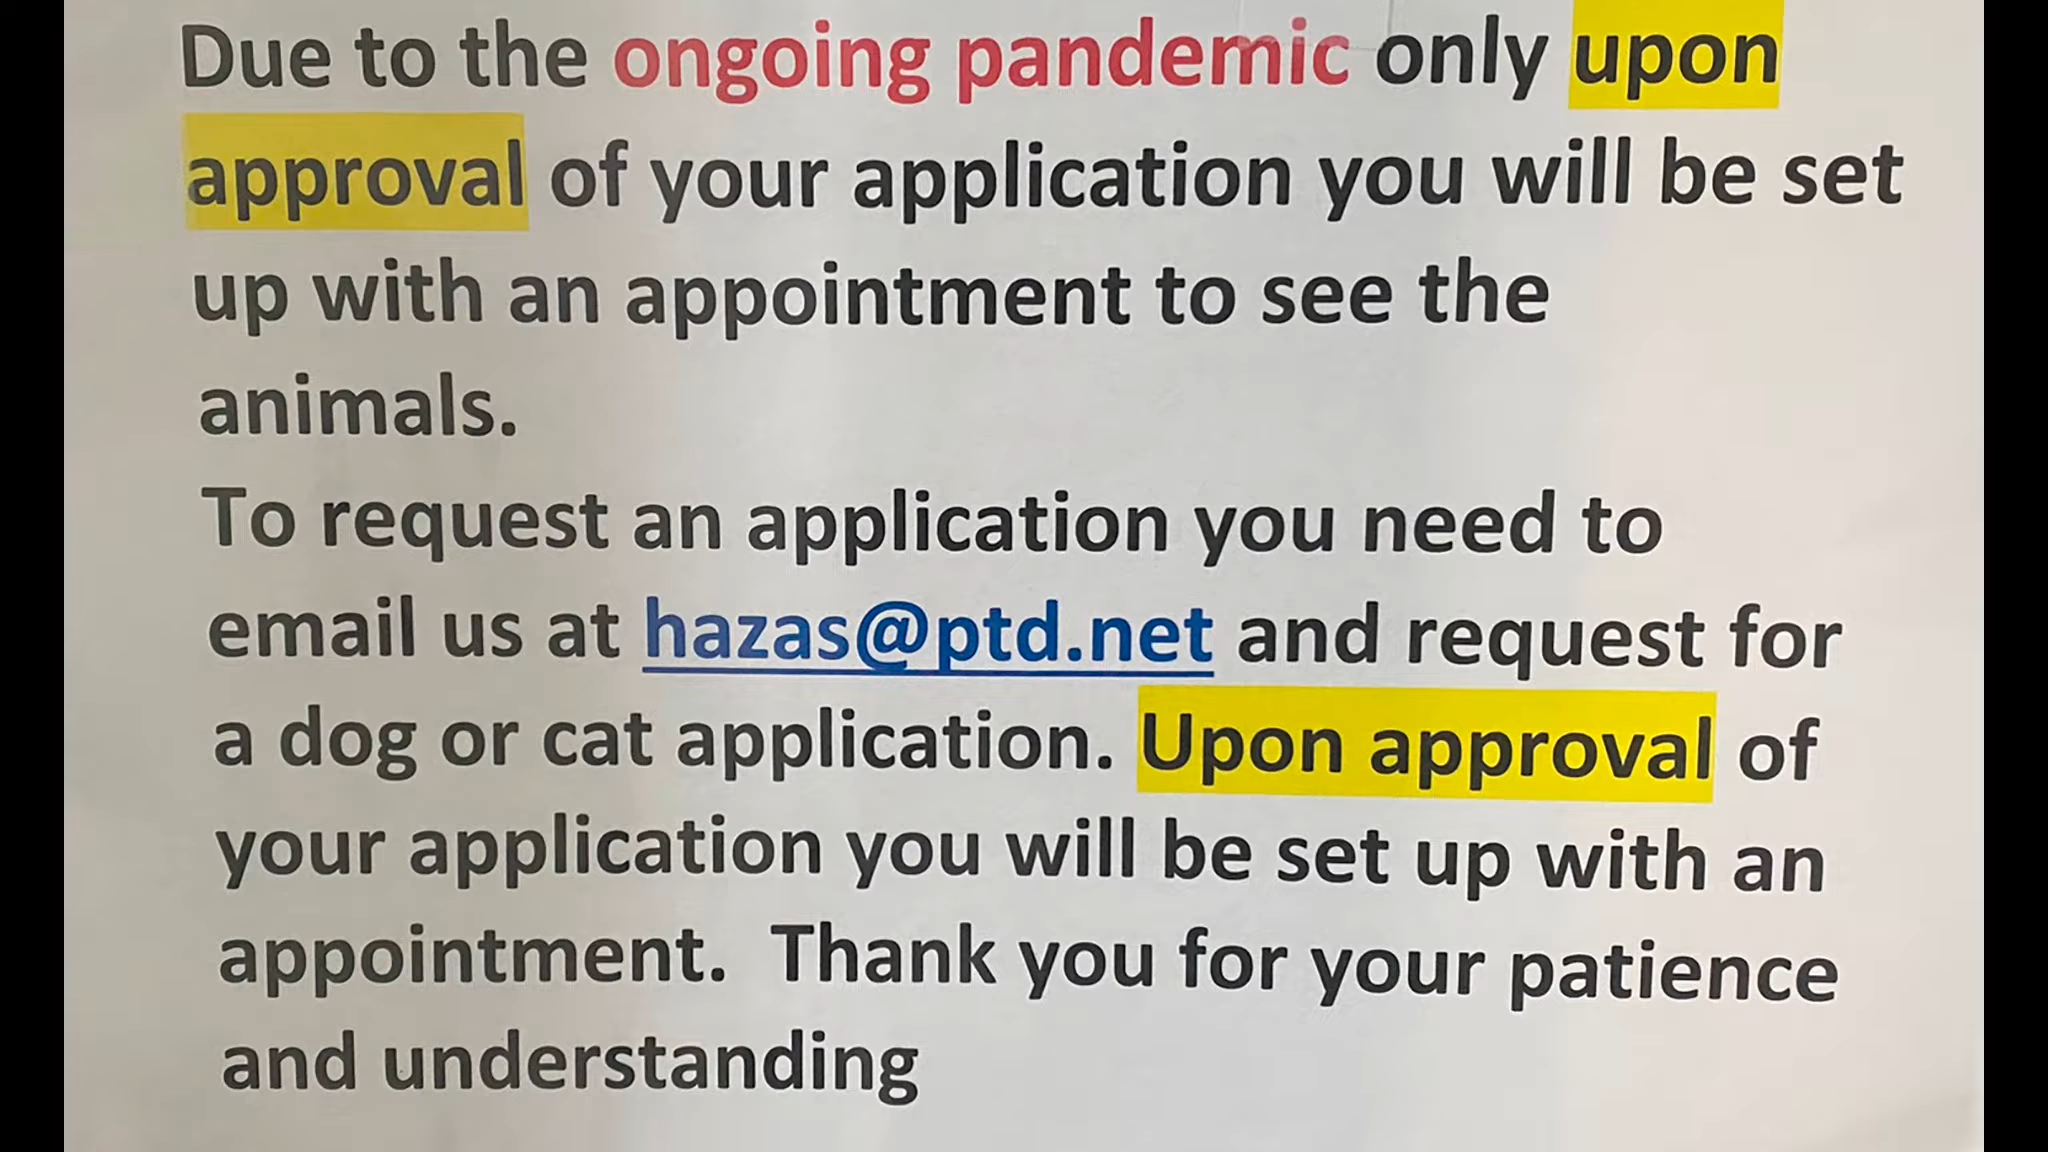 Due to the ongoing pandemic only upon
approval of your application you will be set
up with an appointment to see the
animals.
To request an application you need to
email us at hazas@ptd.net and request for
a dog or cat application. Upon approval of
your application you will be set up with an
appointment.  Thank you for your patience
and understanding